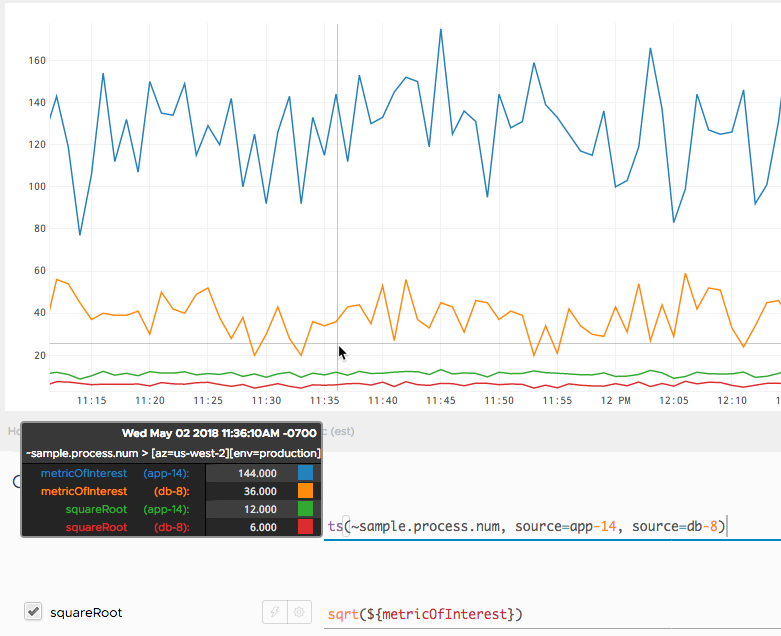 160
140
120
100
80
60
40
20
11:15 11:20 11:25 11:30 11:35 11:40 11:45 11:50 11:55 12 PM 12:05 12:10 1
(est)
Wed May 02 2018 11:36:10AM -0700
~sample.process.num > [az=us-west-2][env=production]
metricOfInterest (app-14): 144.000
metricOfInterest (db-8): 36.000
squareRoot (app-14): 12.000
squareRoot (db-8): 6.000
ts(~sample.process.num, source=app-14, source=db-8)
squareRoot
sqrt(${metricOfInterest})